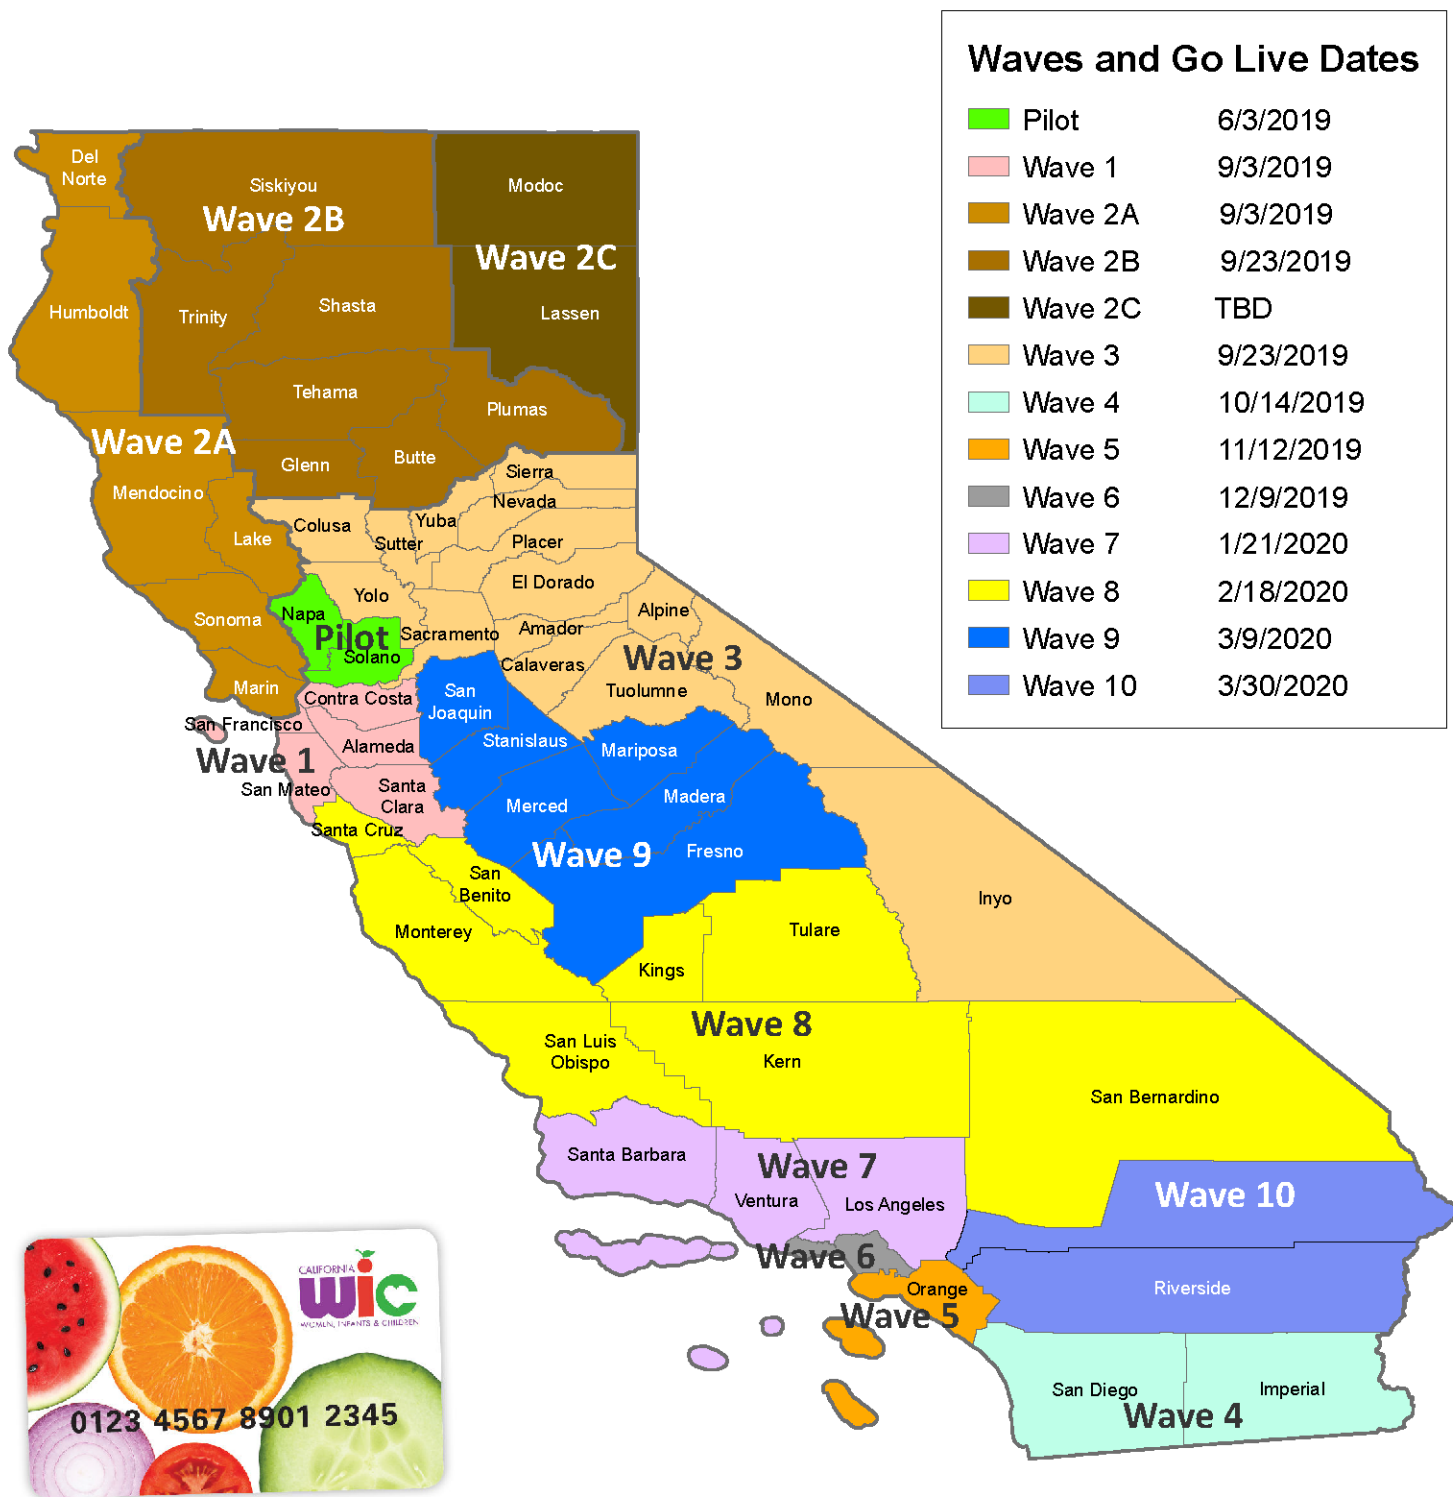 Waves and Go Live Dates
Pilot 6/3/2019
Wave 1 9/3/2019
Wave 2A 9/3/2019
Wave 2B 9/23/2019
Wave 2C TBD
Wave 3 9/23/2019
Wave 4 10/14/2019
Wave 5 11/12/2019
Wave 6 12/9/2019
Wave 7 1/21/2020
Wave 8 2/18/2020
Wave 9 3/9/2020
Wave 10 3/30/2020
Del
Norte
Siskiyou
Modoc
Wave 2B
Wave 2C
Humboldt
Trinity
Shasta
Lassen
Tehama
Plumas
Wave 2A
Glenn
Butte
Mendocino
Sierra
Nevada
Colusa
Yuba
Sutter
Lake
Placer
El Dorado
Yolo
Napa
Sonoma
Alpine
Amador
Sacramento
Pilot
Solano
Calaveras
Wave 3
Marin
Contra Costa
San
Joaquin
Tuolumne
Mono
San Francisco
Alameda
Stanislaus
Mariposa
Wave 1
San Mateo
Santa
Clara
Merced
Madera
Santa Cruz
Wave 9
Fresno
San
Benito
Inyo
Monterey
Tulare
Kings
Wave 8
San Luis
Obispo
Kern
San Bernardino
Santa Barbara
Wave 7
Ventura
Los Angeles
Wave 10
Wave 6
Orange
Riverside
Wave 5
San Diego
Imperial
Wave 4
CALIFORNIA
wic
WOMEN, INFANTS & CHILDREN
0123 4567 8901 2345